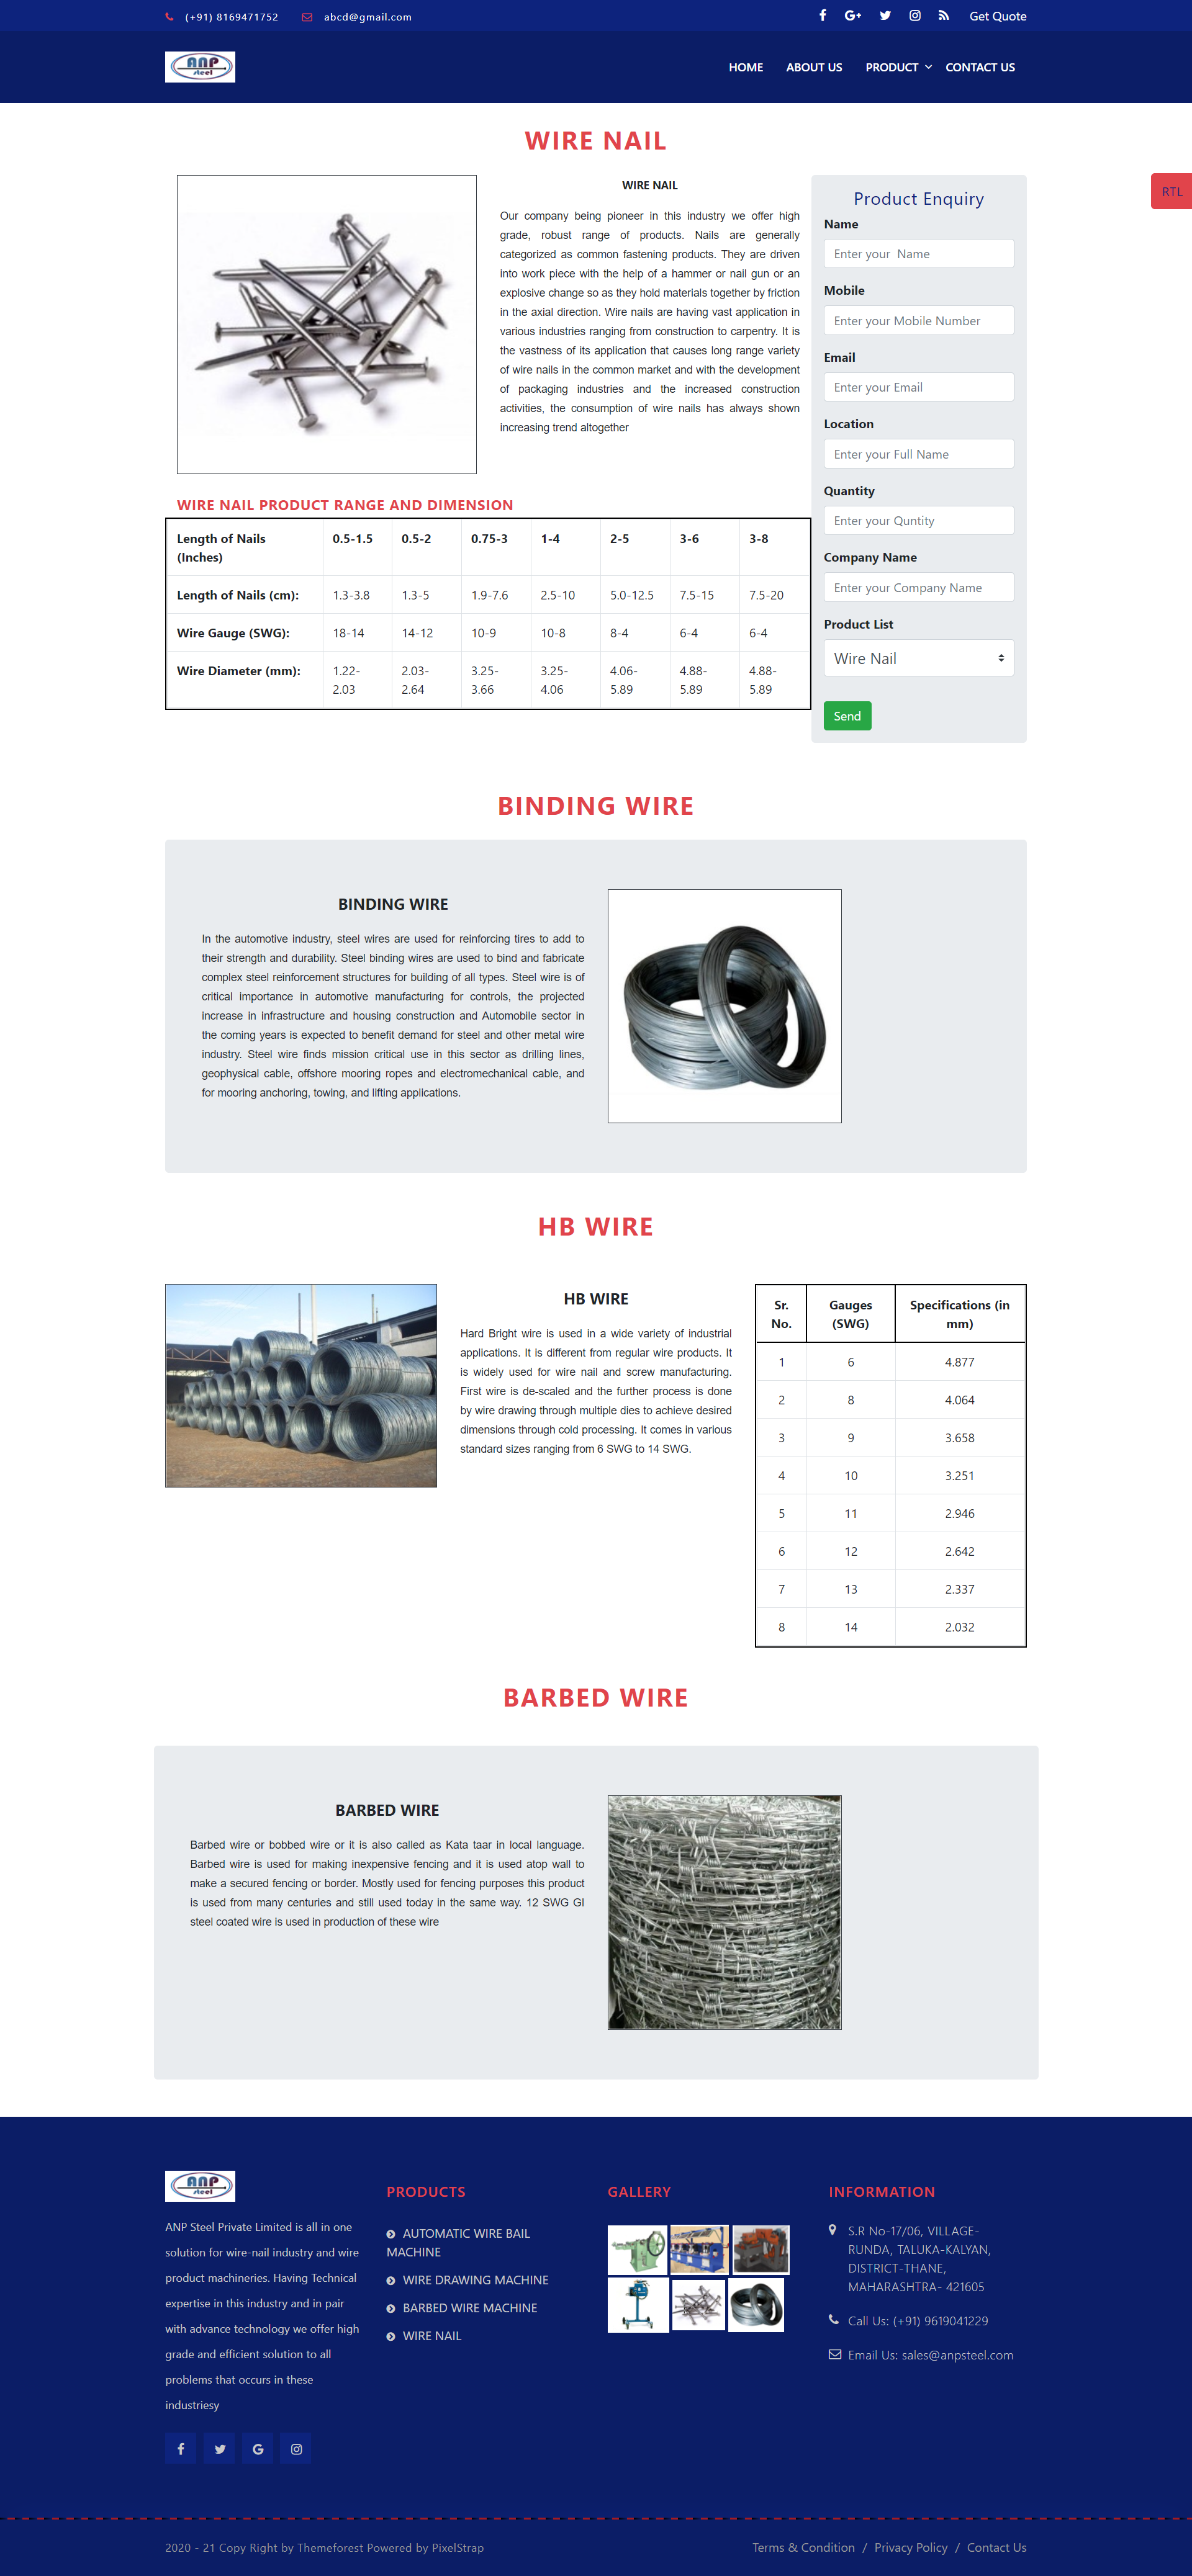 (+91) 8169471752 abcd@gmail.com Get Quote
ANP
steel
HOME ABOUT US PRODUCT CONTACT US
RTL
WIRE NAIL
WIRE NAIL
Our company being pioneer in this industry we offer high
grade, robust range of products. Nails are generally
categorized as common fastening products. They are driven
into work piece with the help of a hammer or nail gun or an
explosive change so as they hold materials together by friction
in the axial direction. Wire nails are having vast application in
various industries ranging from construction to carpentry. It is
the vastness of its application that causes long range variety
of wire nails in the common market and with the development
of packaging industries and the increased construction
activities, the consumption of wire nails has always shown
increasing trend altogether
WIRE NAIL PRODUCT RANGE AND DIMENSION
Length of Nails (Inches) 0.5-1.5 0.5-2 0.75-3 1-4 2-5 3-6 3-8
Length of Nails (cm): 1.3-3.8 1.3-5 1.9-7.6 2.5-10 5.0-12.5 7.5-15 7.5-20
Wire Gauge (SWG): 18-14 14-12 10-9 10-8 8-4 6-4 6-4
Wire Diameter (mm): 1.22-2.03 2.03-2.64 3.25-3.66 3.25-4.06 4.06-5.89 4.88-5.89 4.88-5.89
Product Enquiry
Name
Enter your Name
Mobile
Enter your Mobile Number
Email
Enter your Email
Location
Enter your Full Name
Quantity
Enter your Quntity
Company Name
Enter your Company Name
Product List
Wire Nail
Send
BINDING WIRE
BINDING WIRE
In the automotive industry, steel wires are used for reinforcing tires to add to
their strength and durability. Steel binding wires are used to bind and fabricate
complex steel reinforcement structures for building of all types. Steel wire is of
critical importance in automotive manufacturing for controls, the projected
increase in infrastructure and housing construction and Automobile sector in
the coming years is expected to benefit demand for steel and other metal wire
industry. Steel wire finds mission critical use in this sector as drilling lines,
geophysical cable, offshore mooring ropes and electromechanical cable, and
for mooring anchoring, towing, and lifting applications.
HB WIRE
HB WIRE
Hard Bright wire is used in a wide variety of industrial
applications. It is different from regular wire products. It
is widely used for wire nail and screw manufacturing.
First wire is de-scaled and the further process is done
by wire drawing through multiple dies to achieve desired
dimensions through cold processing. It comes in various
standard sizes ranging from 6 SWG to 14 SWG.
Sr. No. Gauges (SWG) Specifications (in mm)
1 6 4.877
2 8 4.064
3 9 3.658
4 10 3.251
5 11 2.946
6 12 2.642
7 13 2.337
8 14 2.032
BARBED WIRE
BARBED WIRE
Barbed wire or bobbed wire or it is also called as Kata taar in local language.
Barbed wire is used for making inexpensive fencing and it is used atop wall to
make a secured fencing or border. Mostly used for fencing purposes this product
is used from many centuries and still used today in the same way. 12 SWG GI
steel coated wire is used in production of these wire
ANP
steel
ANP Steel Private Limited is all in one
solution for wire-nail industry and wire
product machineries. Having Technical
expertise in this industry and in pair
with advance technology we offer high
grade and efficient solution to all
problems that occurs in these
industriesy
PRODUCTS
AUTOMATIC WIRE BAIL
MACHINE
WIRE DRAWING MACHINE
BARBED WIRE MACHINE
WIRE NAIL
GALLERY
INFORMATION
S.R No-17/06, VILLAGE-
RUNDA, TALUKA-KALYAN,
DISTRICT-THANE,
MAHARASHTRA- 421605
Call Us: (+91) 9619041229
Email Us: sales@anpsteel.com
2020 - 21 Copy Right by Themeforest Powered by PixelStrap
Terms & Condition / Privacy Policy / Contact Us